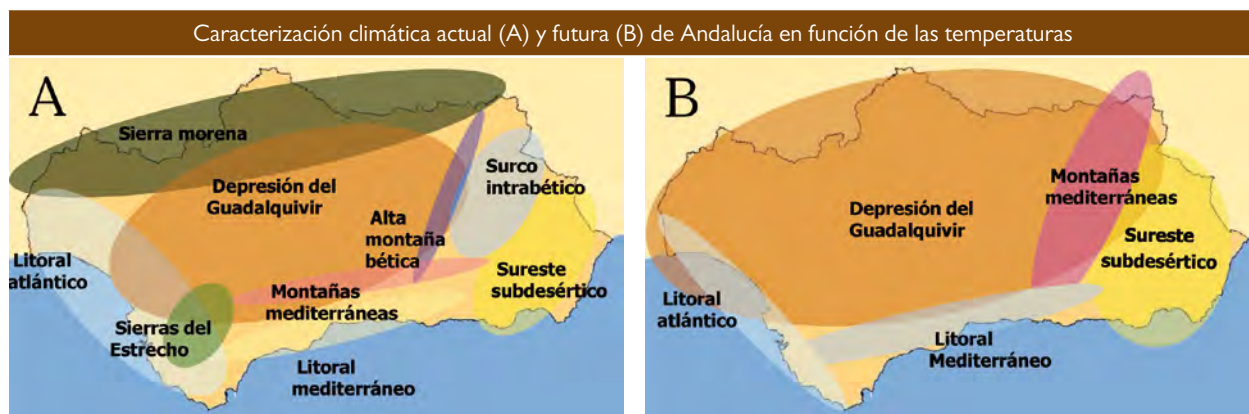 Caracterización climática actual (A) y futura (B) de Andalucía en función de las temperaturas
A
Sierra morena
Depresión del
Guadalquivir
Surco
intrabético
Alta
montaña
bética
Litoral
atlántico
Sureste
subdesértico
Montañas
mediterráneas
Sierras del
Estrecho
Litoral
mediterráneo
B
Montañas
mediterráneas
Depresión del
Guadalquivir
Sureste
subdesértico
Litoral
atlántico
Litoral
Mediterráneo